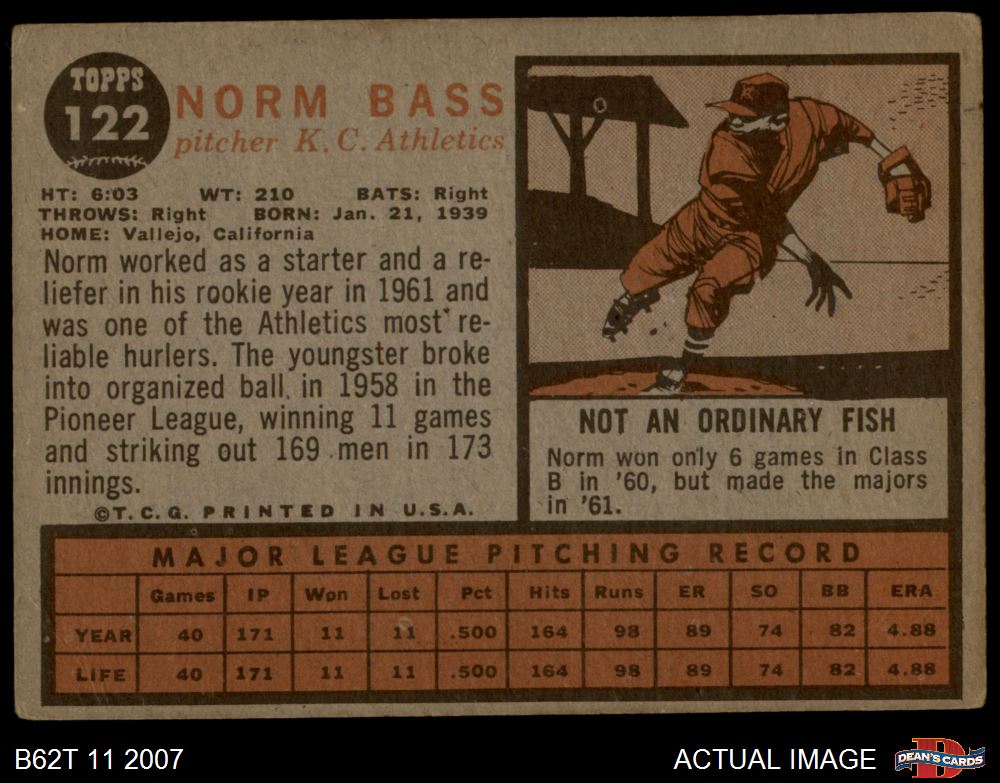 TOPPS
122
NORM BASS
pitcher K. C. Athletics
HT: 6:03 WT: 210 BATS: Right
THROWS: Right BORN: Jan. 21, 1939
HOME: Vallejo, California
Norm worked as a starter and a re-
liefer in his rookie year in 1961 and
was one of the Athletics most re-
liable hurlers. The youngster broke
into organized ball in 1958 in the
Pioneer League, winning 11 games
and striking out 169 men in 173
innings.
©T. C. G. PRINTED IN U.S.A.
NOT AN ORDINARY FISH
Norm won only 6 games in Class
B in '60, but made the majors
in '61.
MAJOR LEAGUE PITCHING RECORD
Games IP Won Lost Pct Hits Runs ER SO BB ERA
YEAR 40 171 11 11 .500 164 98 89 74 82 4.88
LIFE 40 171 11 11 .500 164 98 89 74 82 4.88
B62T 11 2007
ACTUAL IMAGE
D
DEAN'S CARDS